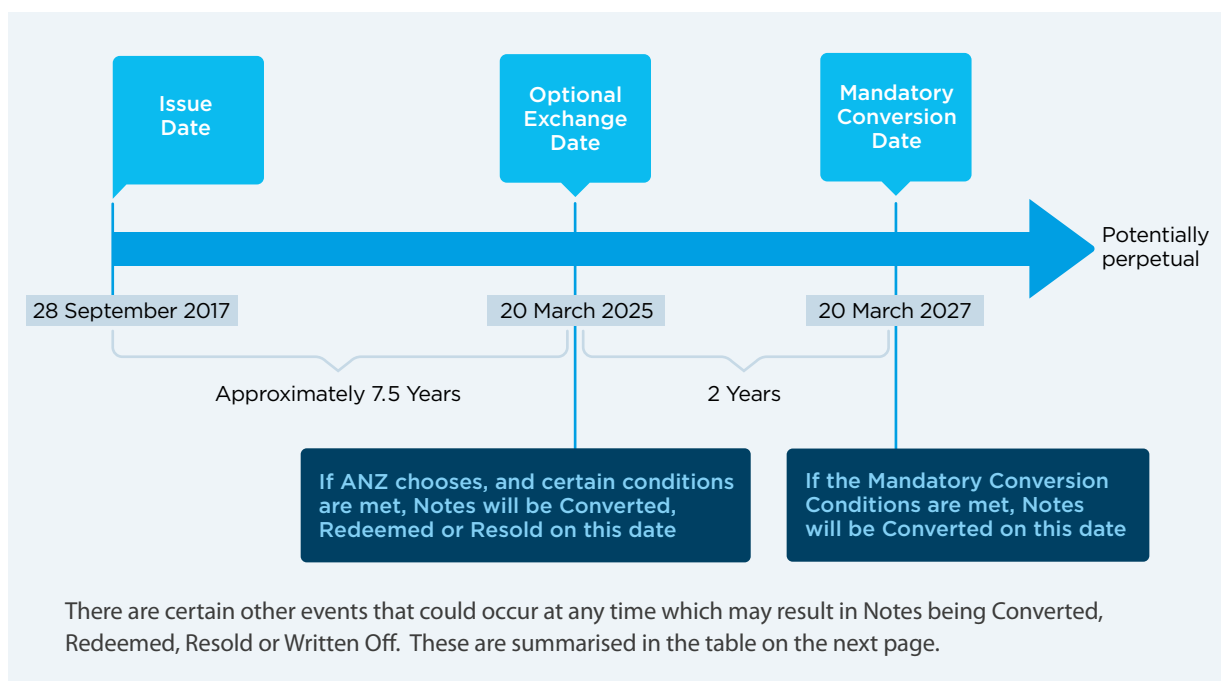 Issue
Date
Optional
Exchange
Date
Mandatory
Conversion
Date
Potentially
perpetual
28 September 2017
20 March 2025
20 March 2027
Approximately 7.5 Years
2 Years
If ANZ chooses, and certain conditions
are met, Notes will be Converted,
Redeemed or Resold on this date
If the Mandatory Conversion
Conditions are met, Notes
will be Converted on this date
There are certain other events that could occur at any time which may result in Notes being Converted,
Redeemed, Resold or Written Off. These are summarised in the table on the next page.